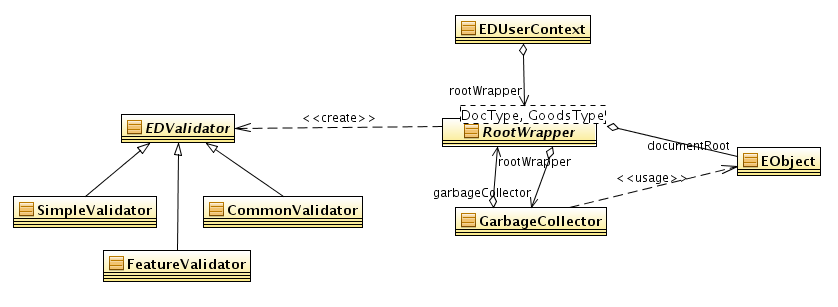 EDUserContext
rootWrapper
DocType, GoodsType
<<create>>
EDValidator
RootWrapper
documentRoot
rootWrapper
EObject
<<usage>>
garbageCollector
SimpleValidator
CommonValidator
GarbageCollector
FeatureValidator